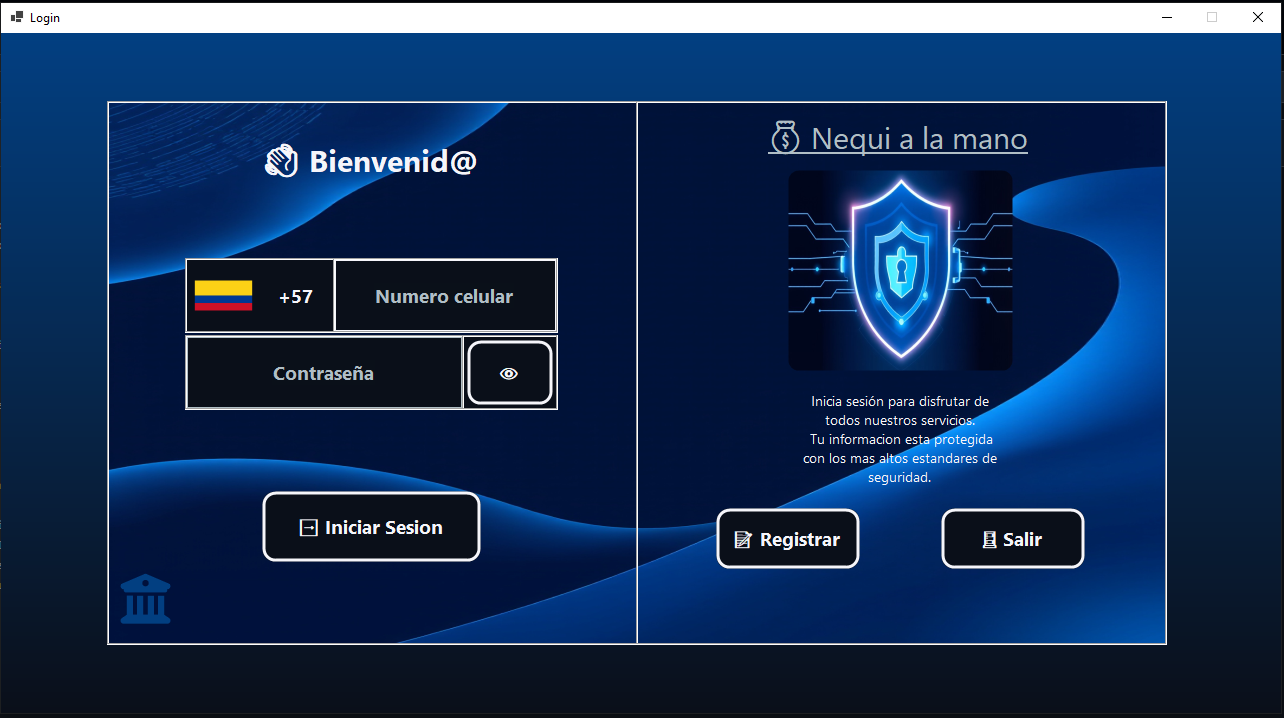 Login
Bienvenid@
+57
Numero celular
Contraseña
Iniciar Sesion
Nequi a la mano
Inicia sesión para disfrutar de
todos nuestros servicios.
Tu informacion esta protegida
con los mas altos estandares de
seguridad.
Registrar
Salir